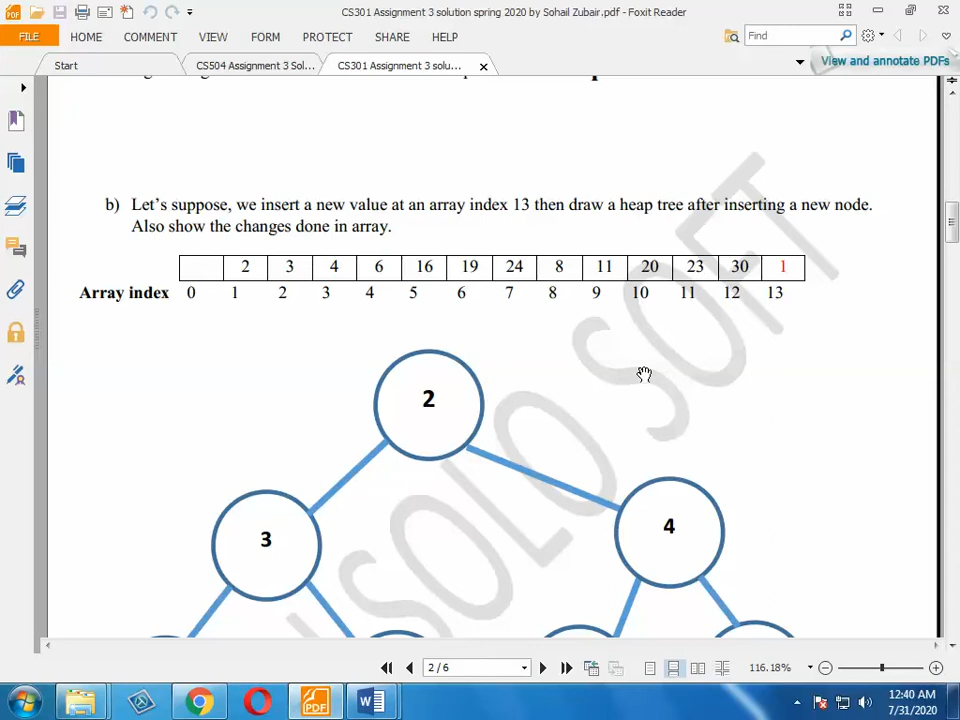 CS301 Assignment 3 solution spring 2020 by Sohail Zubair.pdf - Foxit Reader
FILE HOME COMMENT VIEW FORM PROTECT SHARE HELP Find
Start CS504 Assignment 3 Sol... CS301 Assignment 3 solu... View and annotate PDFs
b) Let's suppose, we insert a new value at an array index 13 then draw a heap tree after inserting a new node.
Also show the changes done in array.
2 3 4 6 16 19 24 8 11 20 23 30 1
Array index 0 1 2 3 4 5 6 7 8 9 10 11 12 13
2
3
4
SOLO SOFT
2 / 6 116.18%
12:40 AM
7/31/2020